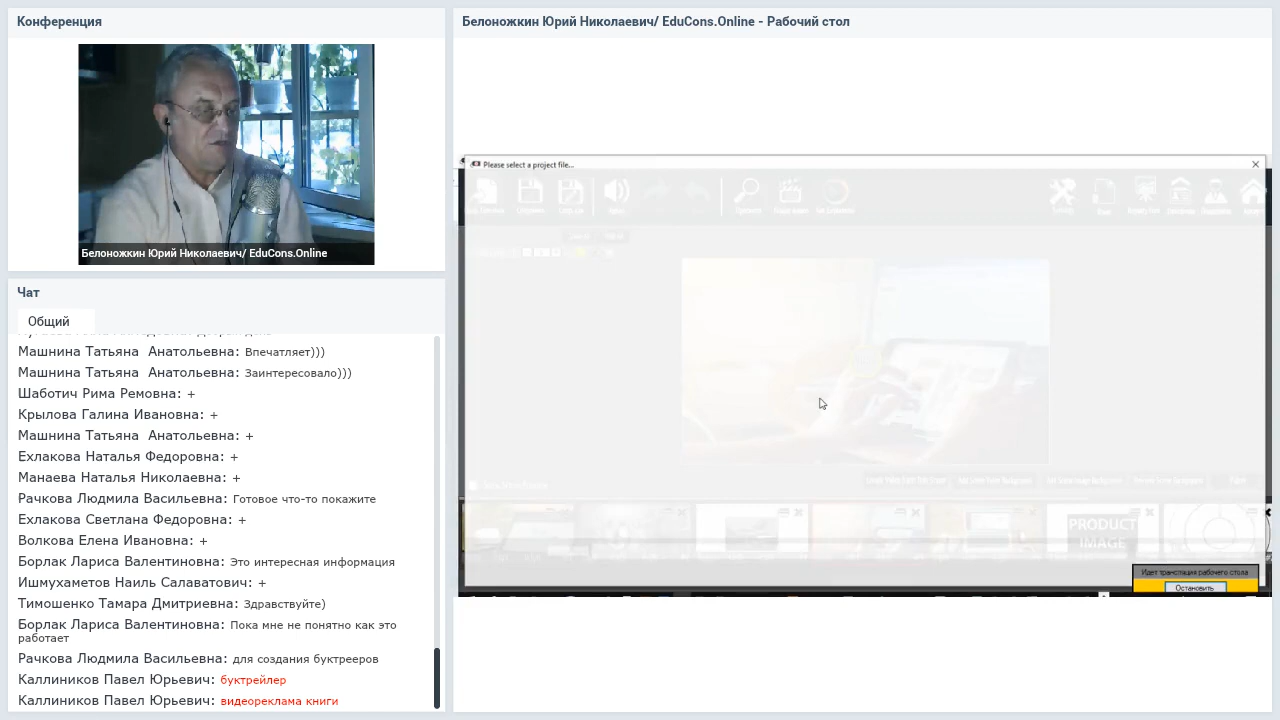 Конференция
Белоножкин Юрий Николаевич/ EduCons.Online
Чат
Общий
Машнина Татьяна Анатольевна: Впечатляет)))
Машнина Татьяна Анатольевна: Заинтересовало)))
Шаботич Рима Ремовна: +
Крылова Галина Ивановна: +
Машнина Татьяна Анатольевна: +
Ехлакова Наталья Федоровна: +
Манаева Наталья Николаевна: +
Рачкова Людмила Васильевна: Готовое что-то покажите
Ехлакова Светлана Федоровна: +
Волкова Елена Ивановна: +
Борлак Лариса Валентиновна: Это интересная информация
Ишмухаметов Наиль Салаватович: +
Тимошенко Тамара Дмитриевна: Здравствуйте)
Борлак Лариса Валентиновна: Пока мне не понятно как это
работает
Рачкова Людмила Васильевна: для создания буктрееров
Каллиников Павел Юрьевич: буктрейлер
Каллиников Павел Юрьевич: видеореклама книги
Белоножкин Юрий Николаевич/ EduCons.Online - Рабочий стол
Please select a project file...
PRODUCT
IMAGE
Идет трансляция рабочего стола
Остановить